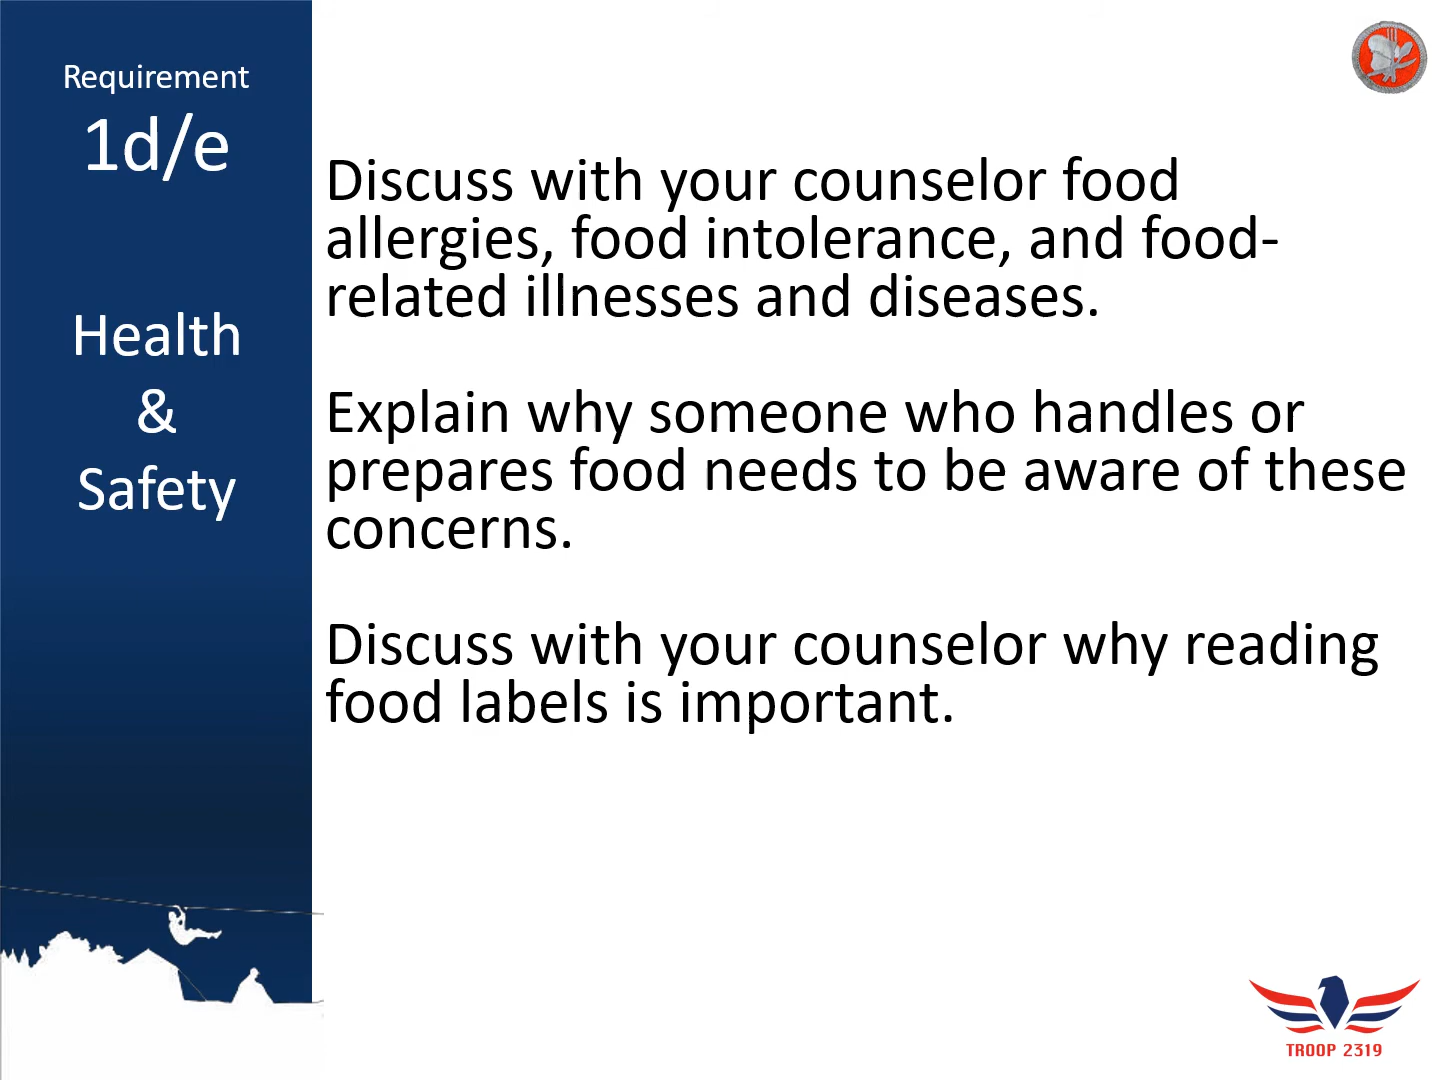 Requirement
1d/e
Health
&
Safety
Discuss with your counselor food
allergies, food intolerance, and food-
related illnesses and diseases.
Explain why someone who handles or
prepares food needs to be aware of these
concerns.
Discuss with your counselor why reading
food labels is important.
TROOP 2319